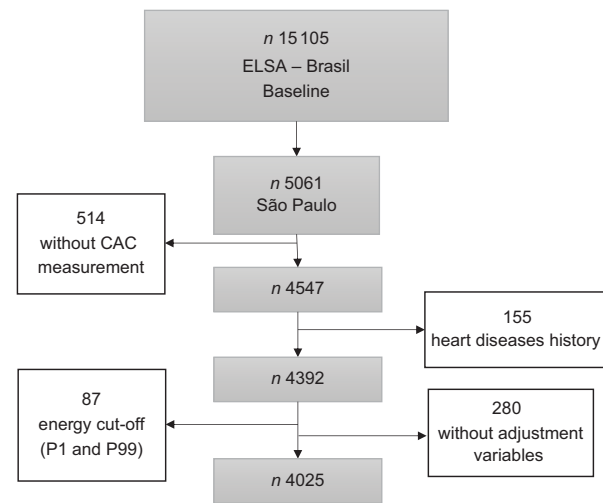 n 15 105
ELSA – Brasil
Baseline
n 5061
São Paulo
514
without CAC
measurement
n 4547
155
heart diseases history
n 4392
87
energy cut-off
(P1 and P99)
280
without adjustment
variables
n 4025